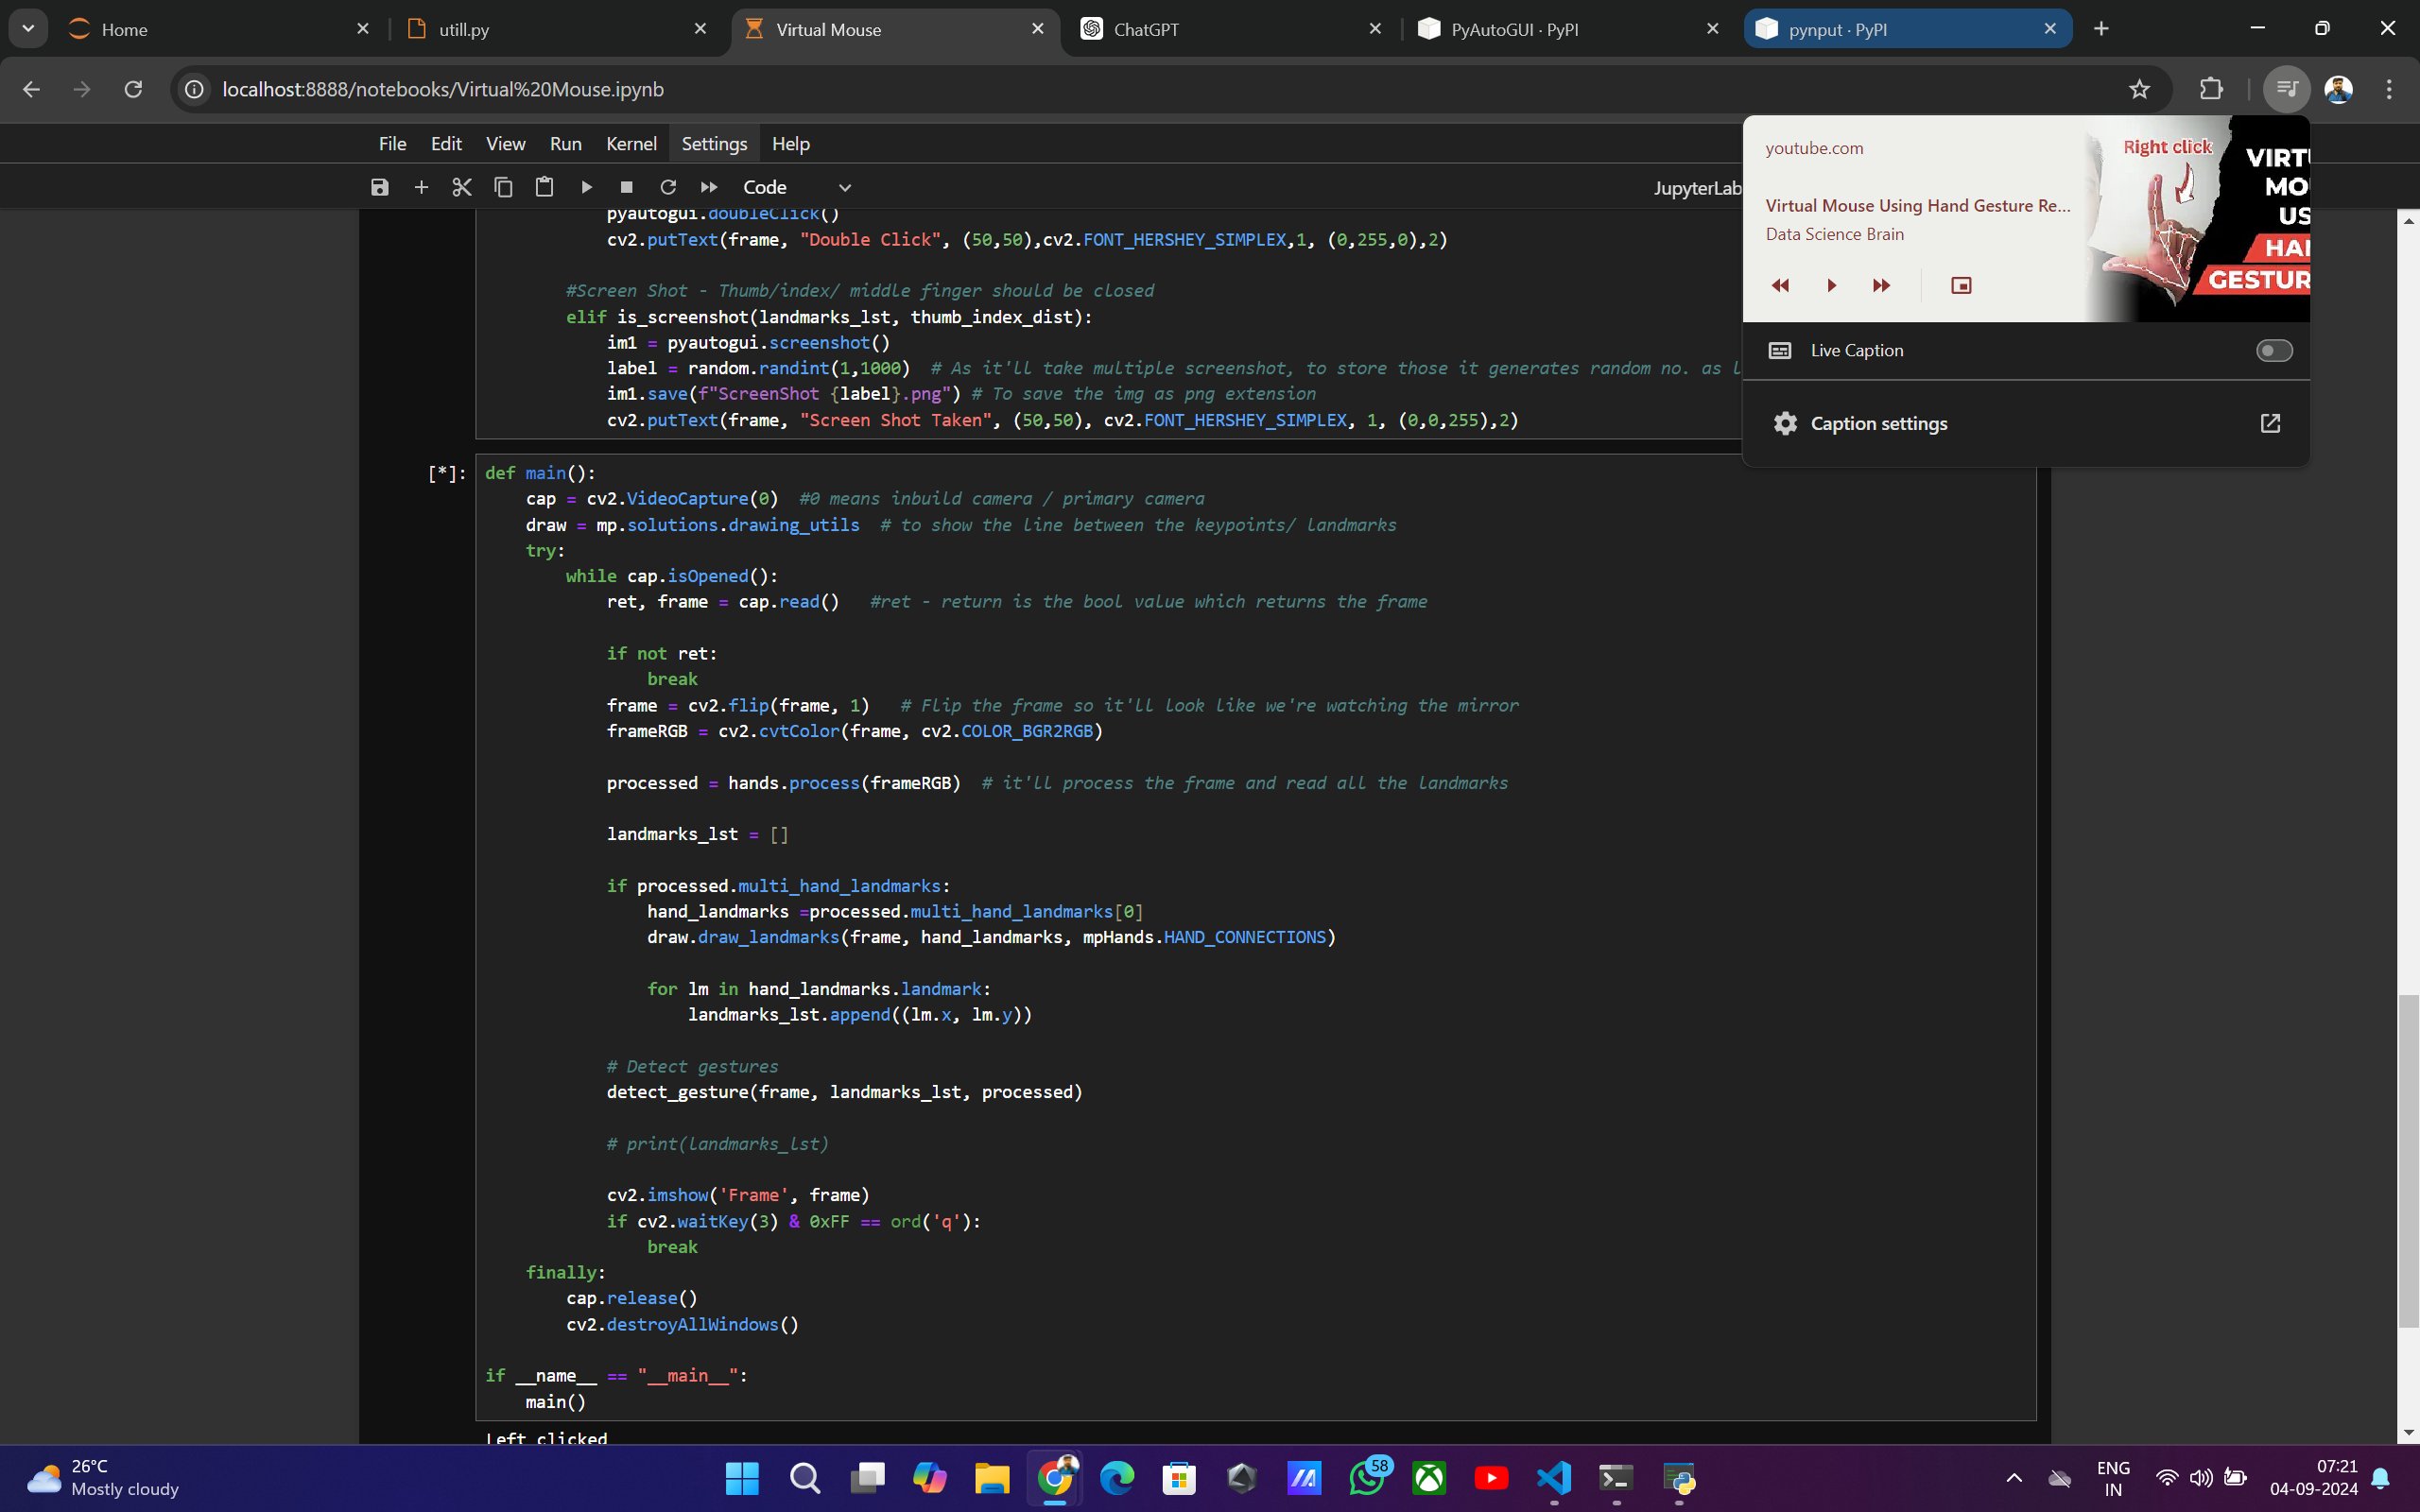 Home
utill.py
Virtual Mouse
ChatGPT
PyAutoGUI · PyPI
pynput · PyPI
localhost:8888/notebooks/Virtual%20Mouse.ipynb
File Edit View Run Kernel Settings Help
Code
JupyterLab
youtube.com
Virtual Mouse Using Hand Gesture Re...
Data Science Brain
Right click
VIRTU
MO
US
HAN
GESTUR
Live Caption
Caption settings
pyautogui.doubleClick()
cv2.putText(frame, "Double Click", (50,50),cv2.FONT_HERSHEY_SIMPLEX,1, (0,255,0),2)
#Screen Shot - Thumb/index/ middle finger should be closed
elif is_screenshot(landmarks_lst, thumb_index_dist):
im1 = pyautogui.screenshot()
label = random.randint(1,1000) # As it'll take multiple screenshot, to store those it generates random no. as l
im1.save(f"ScreenShot {label}.png") # To save the img as png extension
cv2.putText(frame, "Screen Shot Taken", (50,50), cv2.FONT_HERSHEY_SIMPLEX, 1, (0,0,255),2)
[*]: def main():
cap = cv2.VideoCapture(0) #0 means inbuild camera / primary camera
draw = mp.solutions.drawing_utils # to show the line between the keypoints/ landmarks
try:
while cap.isOpened():
ret, frame = cap.read() #ret - return is the bool value which returns the frame
if not ret:
break
frame = cv2.flip(frame, 1) # Flip the frame so it'll look like we're watching the mirror
frameRGB = cv2.cvtColor(frame, cv2.COLOR_BGR2RGB)
processed = hands.process(frameRGB) # it'll process the frame and read all the landmarks
landmarks_lst = []
if processed.multi_hand_landmarks:
hand_landmarks =processed.multi_hand_landmarks[0]
draw.draw_landmarks(frame, hand_landmarks, mpHands.HAND_CONNECTIONS)
for lm in hand_landmarks.landmark:
landmarks_lst.append((lm.x, lm.y))
# Detect gestures
detect_gesture(frame, landmarks_lst, processed)
# print(landmarks_lst)
cv2.imshow('Frame', frame)
if cv2.waitKey(3) & 0xFF == ord('q'):
break
finally:
cap.release()
cv2.destroyAllWindows()
if __name__ == "__main__":
main()
Left clicked
26°C
Mostly cloudy
58
ENG
IN
07:21
04-09-2024